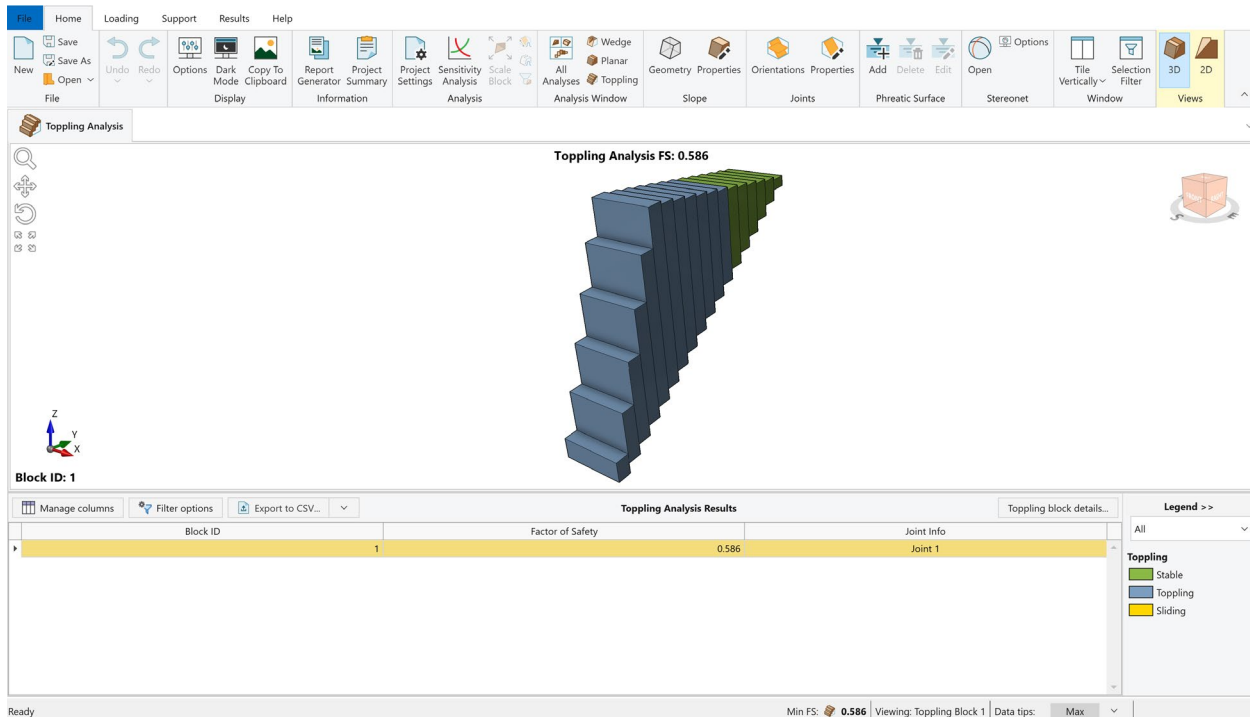 File Home Loading Support Results Help
New
Save
Save As
Open
File
Undo Redo
Options
Dark Mode
Copy To Clipboard
Display
Report Generator
Project Summary
Information
Project Settings
Sensitivity Analysis
Scale Block
Analysis
All Analyses
Wedge
Planar
Toppling
Analysis Window
Geometry Properties
Slope
Orientations Properties
Joints
Add Delete Edit
Phreatic Surface
Open
Options
Stereonet
Tile Vertically
Selection Filter
Window
3D 2D
Views
Toppling Analysis
Toppling Analysis FS: 0.586
S E
Z
Y
X
Block ID: 1
Manage columns Filter options Export to CSV... Toppling Analysis Results Toppling block details... Legend >>
Block ID Factor of Safety Joint Info
1 0.586 Joint 1
All
Toppling
Stable
Toppling
Sliding
Ready Min FS: 0.586 Viewing: Toppling Block 1 Data tips: Max